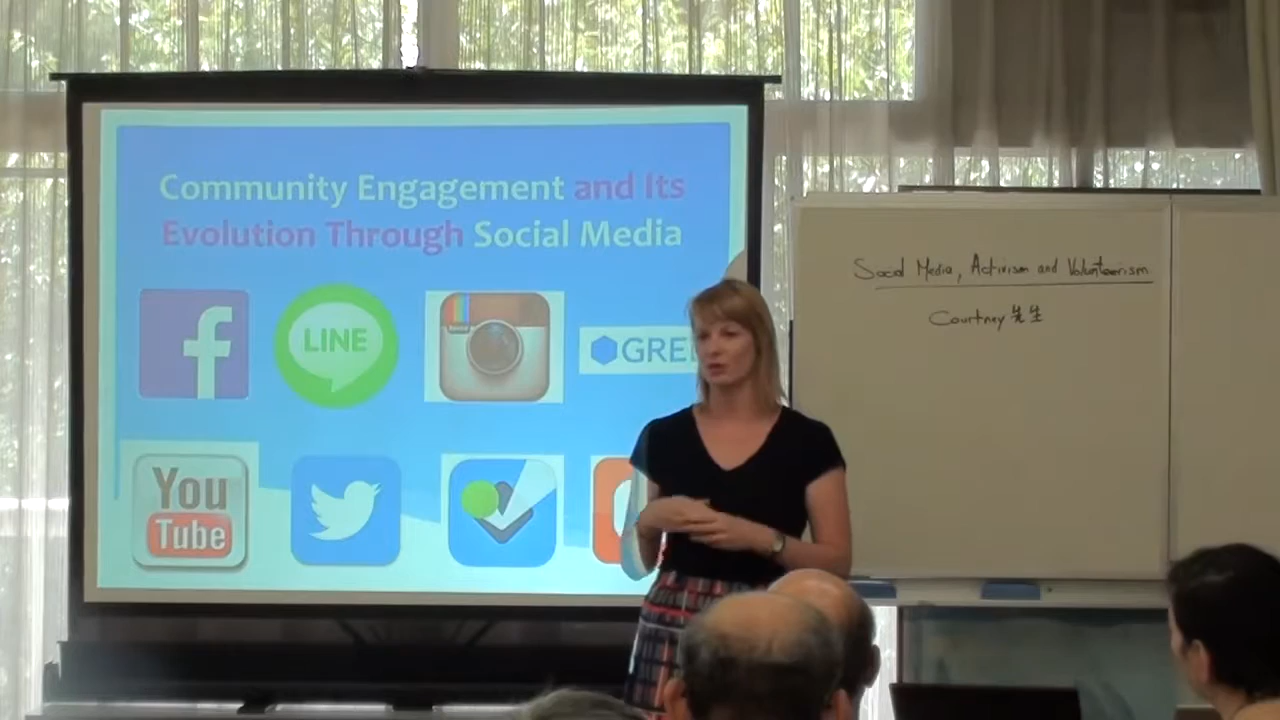 Community Engagement and Its
Evolution Through Social Media
f
LINE
GREE
You
Tube
Social Media, Activism and Volunteerism
Courtney 先生